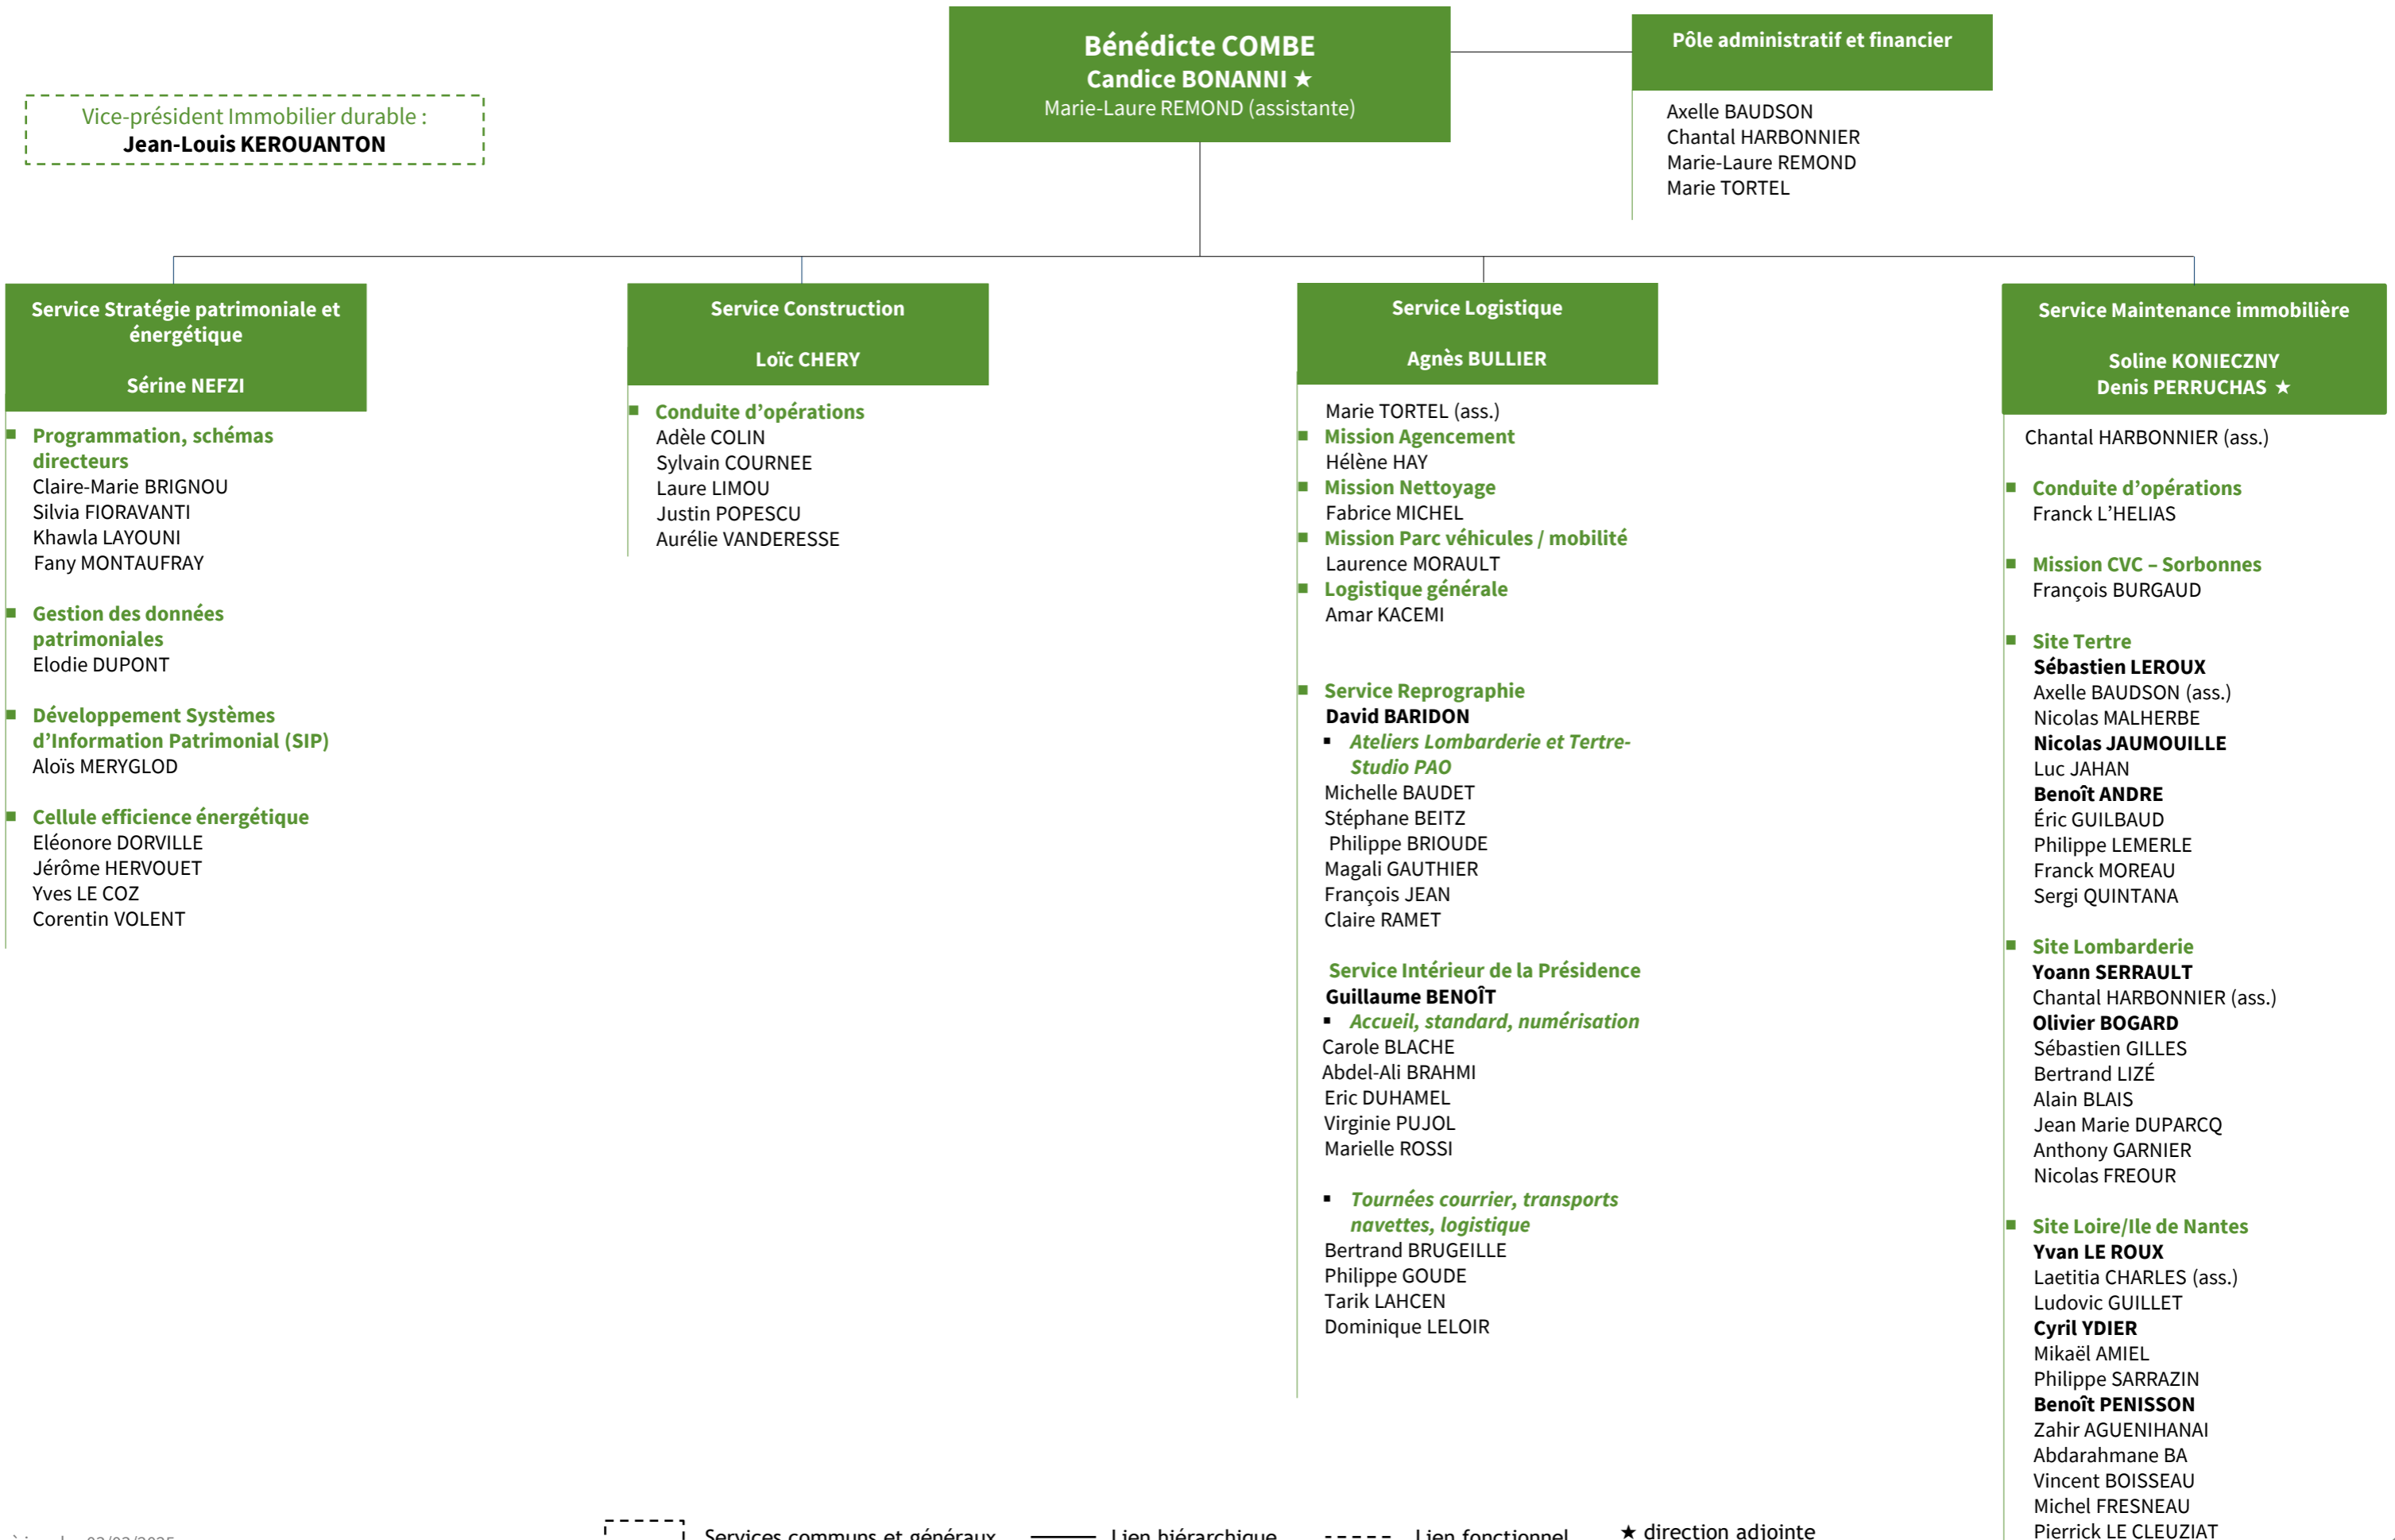 Bénédicte COMBE
Candice BONANNI ★
Marie-Laure REMOND (assistante)
Pôle administratif et financier
Axelle BAUDSON
Chantal HARBONNIER
Marie-Laure REMOND
Marie TORTEL
Vice-président Immobilier durable :
Jean-Louis KEROUANTON
Service Stratégie patrimoniale et
énergétique
Sérine NEFZI
■ Programmation, schémas
directeurs
Claire-Marie BRIGNOU
Silvia FIORAVANTI
Khawla LAYOUNI
Fany MONTAUFRAY
■ Gestion des données
patrimoniales
Elodie DUPONT
■ Développement Systèmes
d’Information Patrimonial (SIP)
Aloïs MERYGLOD
■ Cellule efficience énergétique
Eléonore DORVILLE
Jérôme HERVOUET
Yves LE COZ
Corentin VOLENT
Service Construction
Loïc CHERY
■ Conduite d’opérations
Adèle COLIN
Sylvain COURNEE
Laure LIMOU
Justin POPESCU
Aurélie VANDERESSE
Service Logistique
Agnès BULLIER
Marie TORTEL (ass.)
■ Mission Agencement
Hélène HAY
■ Mission Nettoyage
Fabrice MICHEL
■ Mission Parc véhicules / mobilité
Laurence MORAULT
■ Logistique générale
Amar KACEMI
■ Service Reprographie
David BARIDON
▪ Ateliers Lombarderie et Tertre-
Studio PAO
Michelle BAUDET
Stéphane BEITZ
Philippe BRIOUDE
Magali GAUTHIER
François JEAN
Claire RAMET
Service Intérieur de la Présidence
Guillaume BENOÎT
▪ Accueil, standard, numérisation
Carole BLACHE
Abdel-Ali BRAHMI
Eric DUHAMEL
Virginie PUJOL
Marielle ROSSI
▪ Tournées courrier, transports
navettes, logistique
Bertrand BRUGEILLE
Philippe GOUDE
Tarik LAHCEN
Dominique LELOIR
Service Maintenance immobilière
Soline KONIECZNY
Denis PERRUCHAS ★
Chantal HARBONNIER (ass.)
■ Conduite d’opérations
Franck L’HELIAS
■ Mission CVC – Sorbonnes
François BURGAUD
■ Site Tertre
Sébastien LEROUX
Axelle BAUDSON (ass.)
Nicolas MALHERBE
Nicolas JAUMOUILLE
Luc JAHAN
Benoît ANDRE
Éric GUILBAUD
Philippe LEMERLE
Franck MOREAU
Sergi QUINTANA
■ Site Lombarderie
Yoann SERRAULT
Chantal HARBONNIER (ass.)
Olivier BOGARD
Sébastien GILLES
Bertrand LIZÉ
Alain BLAIS
Jean Marie DUPARCQ
Anthony GARNIER
Nicolas FREOUR
■ Site Loire/Ile de Nantes
Yvan LE ROUX
Laetitia CHARLES (ass.)
Ludovic GUILLET
Cyril YDIER
Mikaël AMIEL
Philippe SARRAZIN
Benoît PENISSON
Zahir AGUENIHANAI
Abdarahmane BA
Vincent BOISSEAU
Michel FRESNEAU
Pierrick LE CLEUZIAT
Services communs et généraux
Lien hiérarchique
Lien fonctionnel
★ direction adjointe